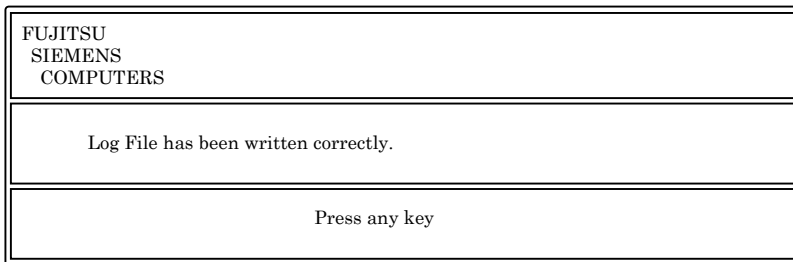 FUJITSU
SIEMENS
COMPUTERS
Log File has been written correctly.
Press any key